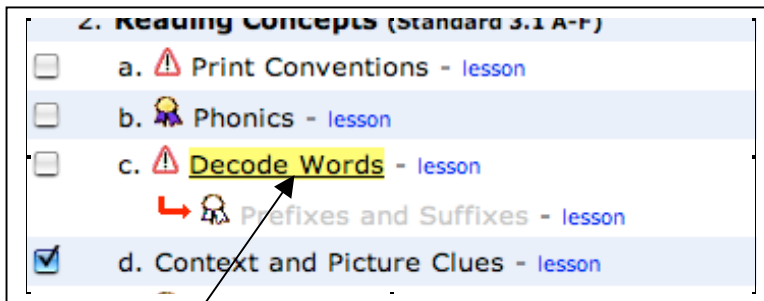 2. Reading Concepts (Standard 3.1 A-F)
a. Print Conventions - lesson
b. Phonics - lesson
c. Decode Words - lesson
Prefixes and Suffixes - lesson
d. Context and Picture Clues - lesson